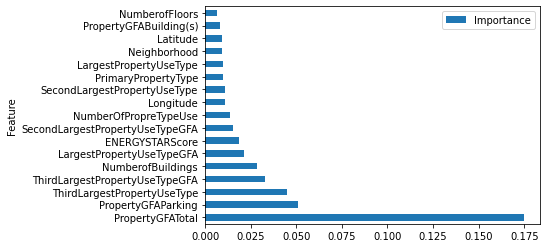 NumberofFloors
PropertyGFABuilding(s)
Latitude
Neighborhood
LargestPropertyUseType
PrimaryPropertyType
SecondLargestPropertyUseType
Longitude
NumberOfPropreTypeUse
SecondLargestPropertyUseTypeGFA
ENERGYSTARScore
LargestPropertyUseTypeGFA
NumberofBuildings
ThirdLargestPropertyUseTypeGFA
ThirdLargestPropertyUseType
PropertyGFAParking
PropertyGFATotal
Feature
Importance
0.000 0.025 0.050 0.075 0.100 0.125 0.150 0.175